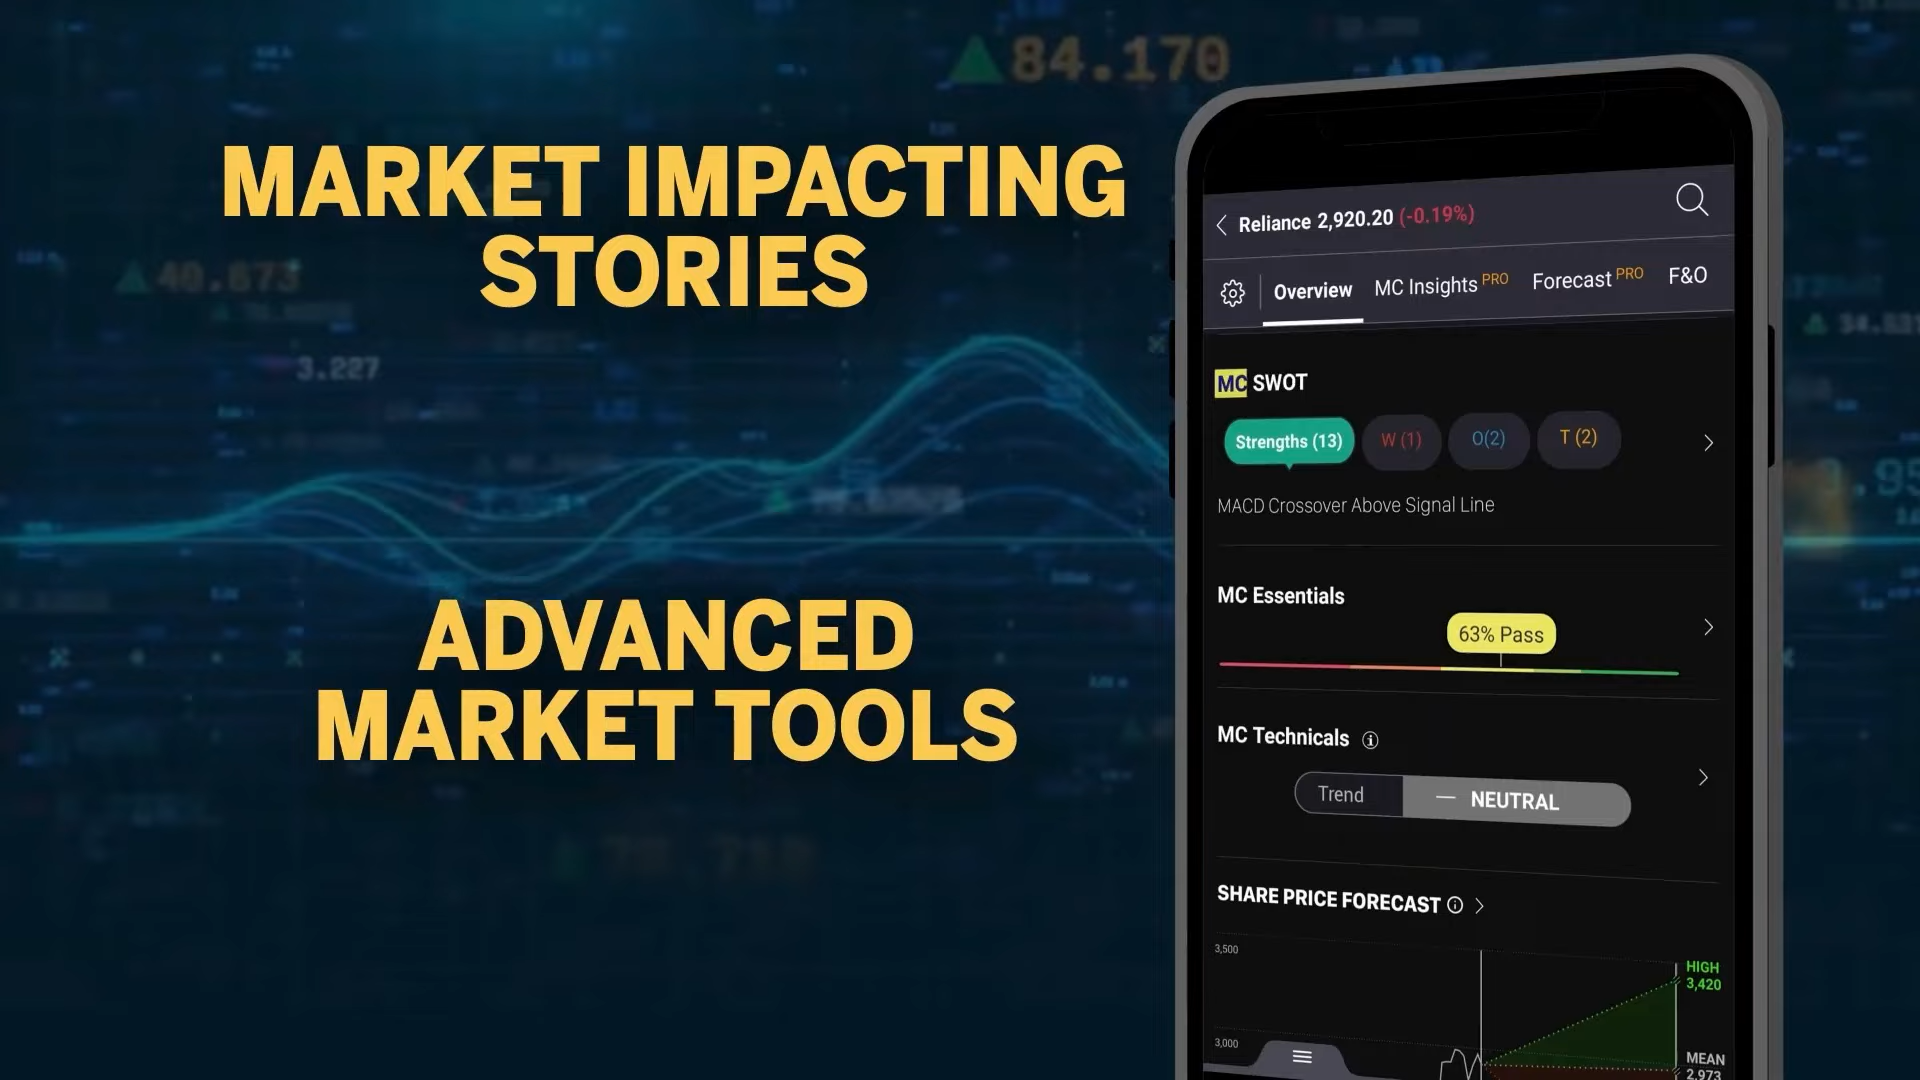 84.170
MARKET IMPACTING
STORIES
40.673
3.227
ADVANCED
MARKET TOOLS
Reliance 2,920.20 (-0.19%)
Overview MC Insights PRO Forecast PRO F&O
MC SWOT
Strengths (13) W (1) O(2) T (2)
MACD Crossover Above Signal Line
MC Essentials
63% Pass
MC Technicals
Trend — NEUTRAL
SHARE PRICE FORECAST
3,500
HIGH
3,420
3,000
MEAN
2,973